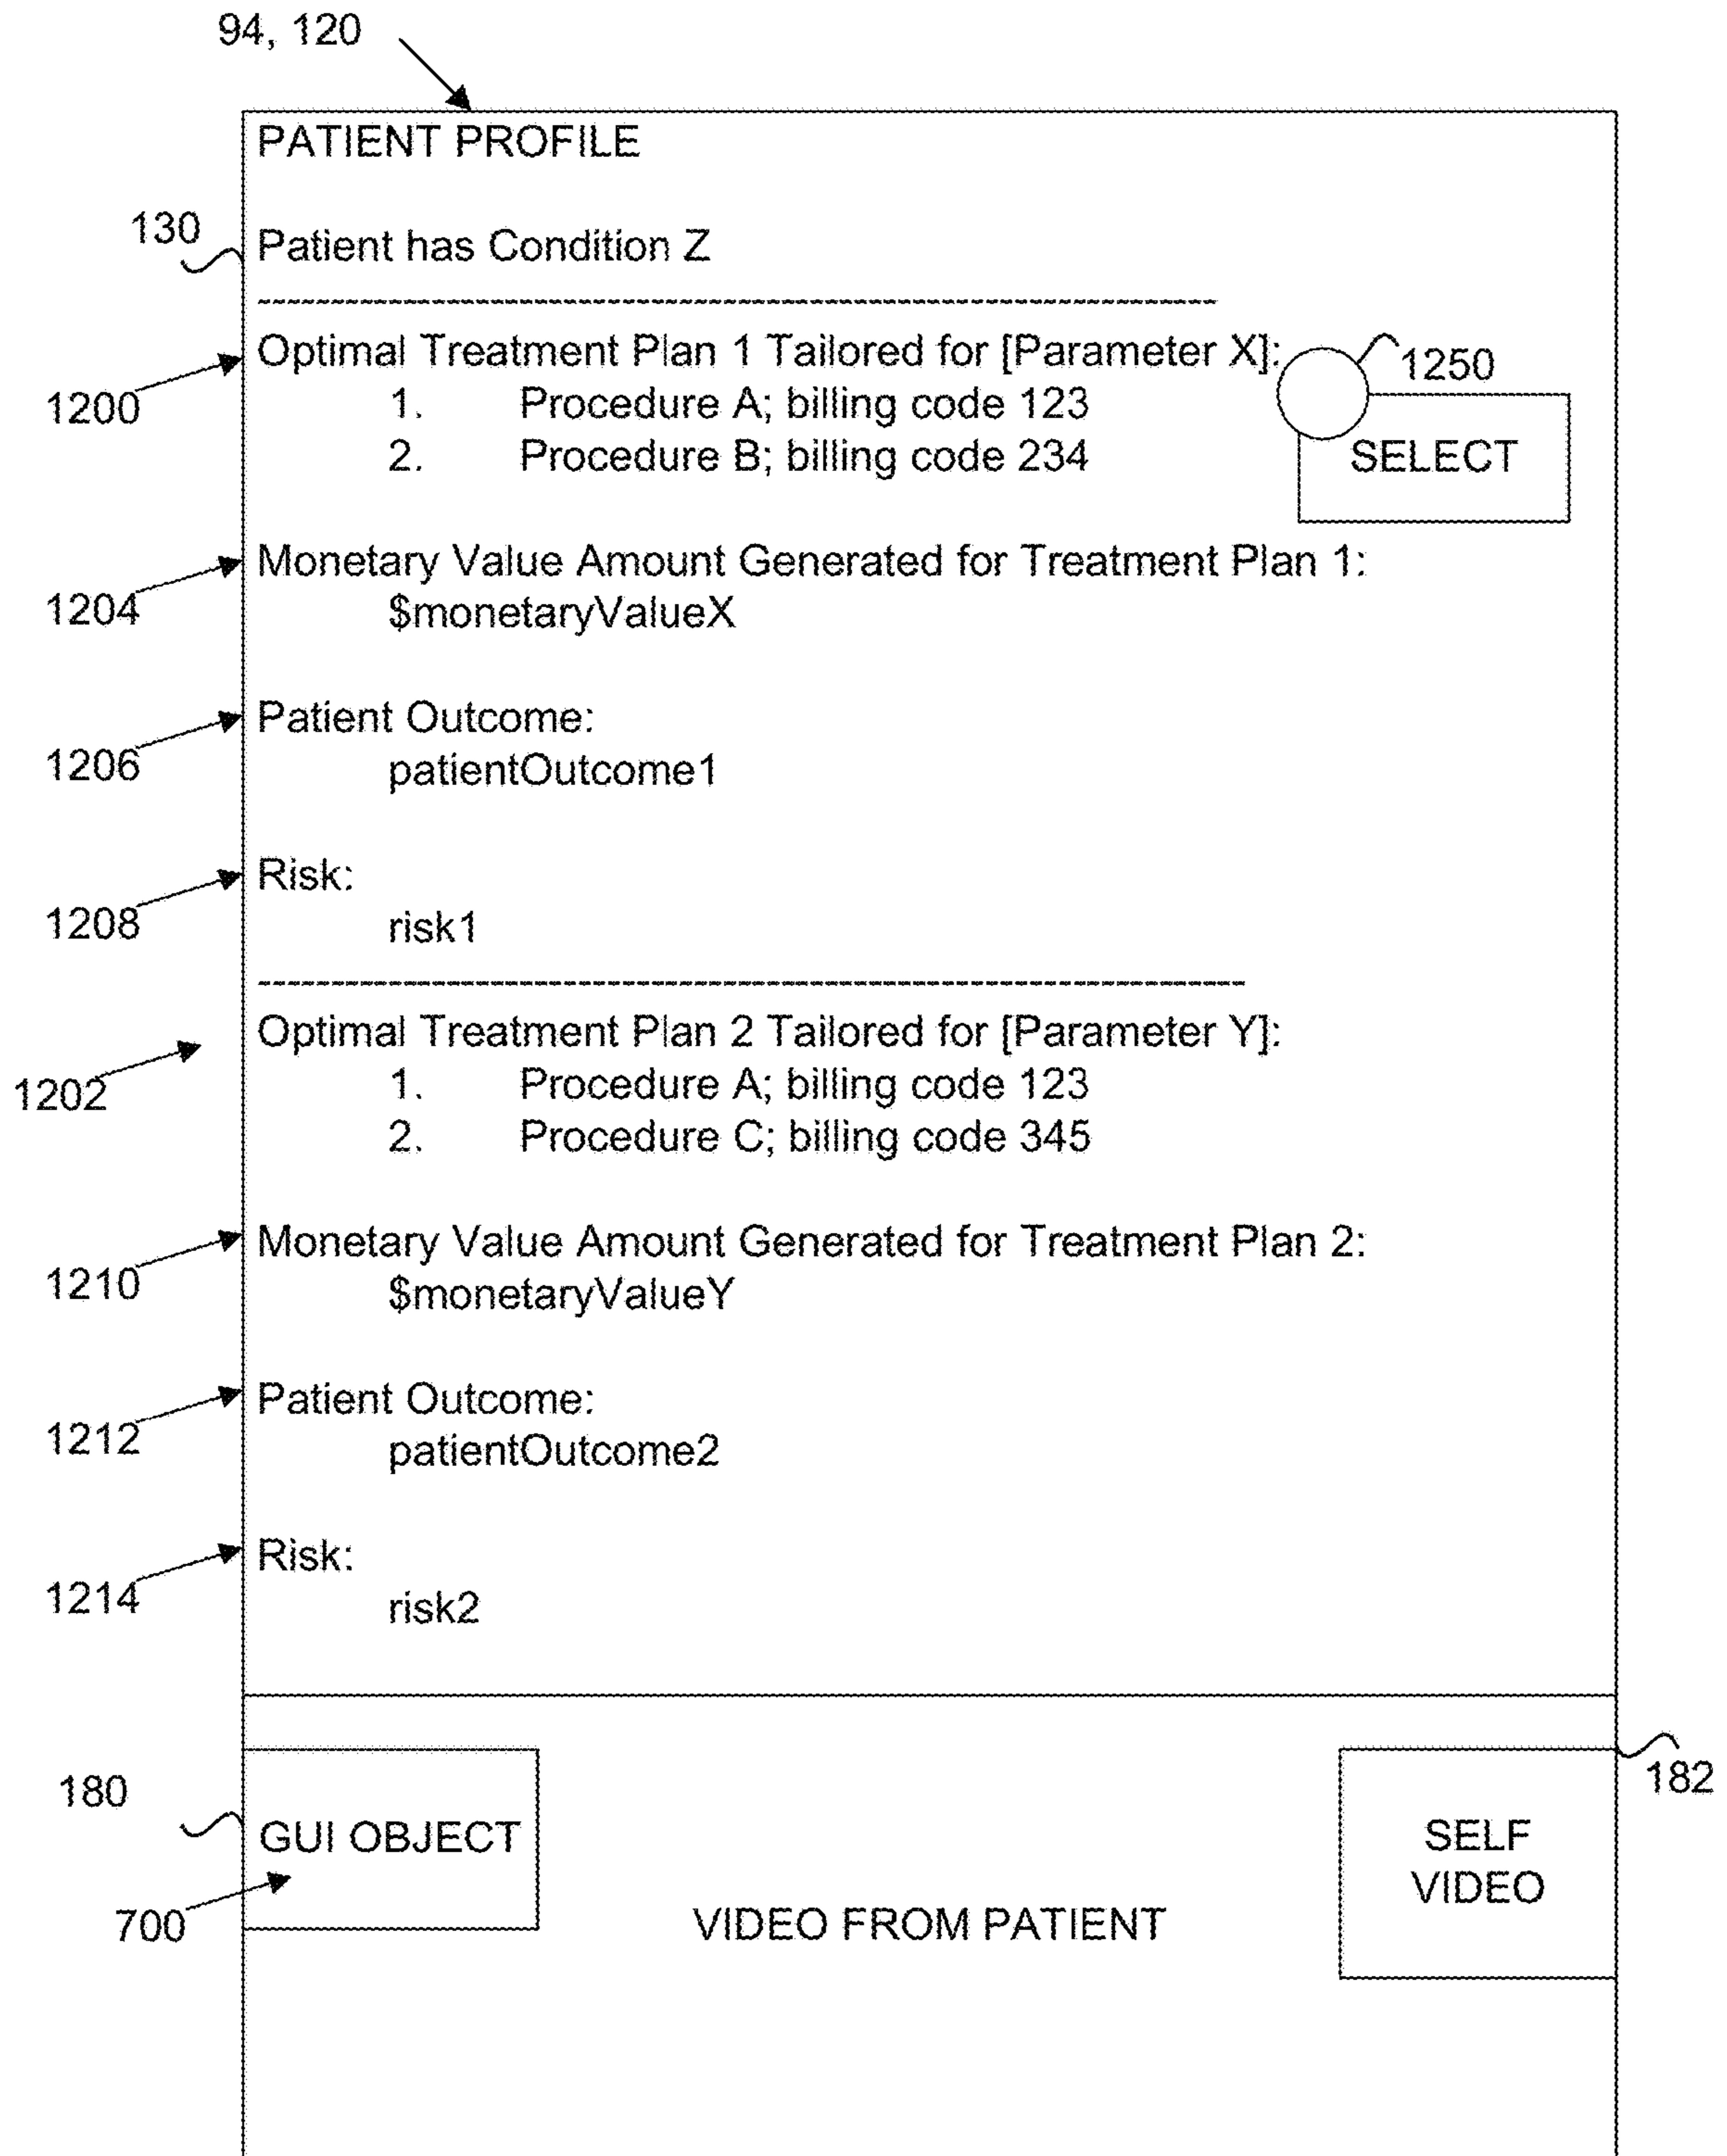 94, 120
PATIENT PROFILE
130
Patient has Condition Z
Optimal Treatment Plan 1 Tailored for [Parameter X]:
1250
1200
1. Procedure A; billing code 123
2. Procedure B; billing code 234
SELECT
Monetary Value Amount Generated for Treatment Plan 1:
1204
$monetaryValueX
Patient Outcome:
1206
patientOutcome1
Risk:
1208
risk1
Optimal Treatment Plan 2 Tailored for [Parameter Y]:
1202
1. Procedure A; billing code 123
2. Procedure C; billing code 345
Monetary Value Amount Generated for Treatment Plan 2:
1210
$monetaryValueY
Patient Outcome:
1212
patientOutcome2
Risk:
1214
risk2
180
182
GUI OBJECT
SELF
VIDEO
700
VIDEO FROM PATIENT